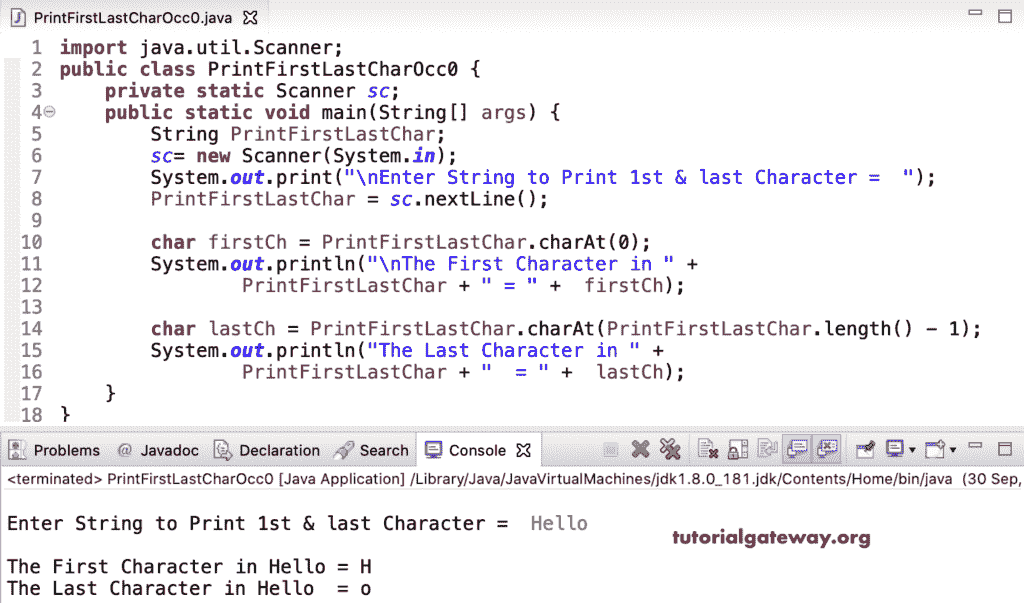 PrintFirstLastCharOcc0.java
1 import java.util.Scanner;
2 public class PrintFirstLastCharOcc0 {
3     private static Scanner sc;
4     public static void main(String[] args) {
5         String PrintFirstLastChar;
6         sc= new Scanner(System.in);
7         System.out.print("\nEnter String to Print 1st & last Character =  ");
8         PrintFirstLastChar = sc.nextLine();
9
10         char firstCh = PrintFirstLastChar.charAt(0);
11         System.out.println("\nThe First Character in " +
12                 PrintFirstLastChar + " = " +  firstCh);
13
14         char lastCh = PrintFirstLastChar.charAt(PrintFirstLastChar.length() - 1);
15         System.out.println("The Last Character in " +
16                 PrintFirstLastChar + "  = " +  lastCh);
17     }
18 }
Problems @ Javadoc Declaration Search Console
<terminated> PrintFirstLastCharOcc0 [Java Application] /Library/Java/JavaVirtualMachines/jdk1.8.0_181.jdk/Contents/Home/bin/java (30 Sep,
Enter String to Print 1st & last Character =  Hello
tutorialgateway.org
The First Character in Hello = H
The Last Character in Hello  = o